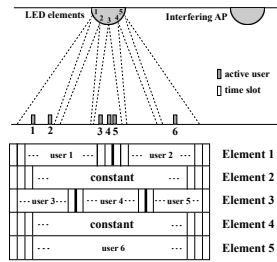 LED elements
Interfering AP
1 2 3 4 5
active user
time slot
1 2 3 4 5 6
... user 1 ... ... user 2 ... Element 1
... constant ... Element 2
user 3 ... ... user 4 ... ... user 5 Element 3
... constant ... Element 4
... user 6 ... Element 5